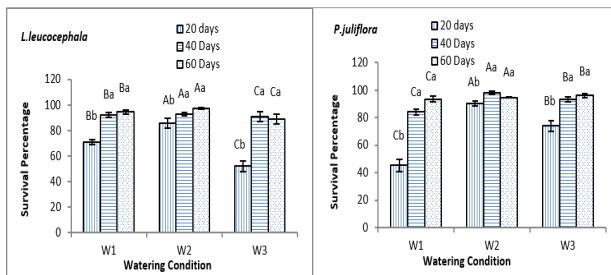 L.leucocephala
20 days
40 Days
60 Days
Survival Percentage
120
100
80
60
40
20
0
Bb Ba Ba Ab Aa Aa Cb Ca Ca
W1 W2 W3
Watering Condition
P.juliflora
20 days
40 Days
60 Days
Survival Percentage
120
100
80
60
40
20
0
Cb Ca Ca Ab Aa Aa Bb Ba Ba
W1 W2 W3
Watering Condition